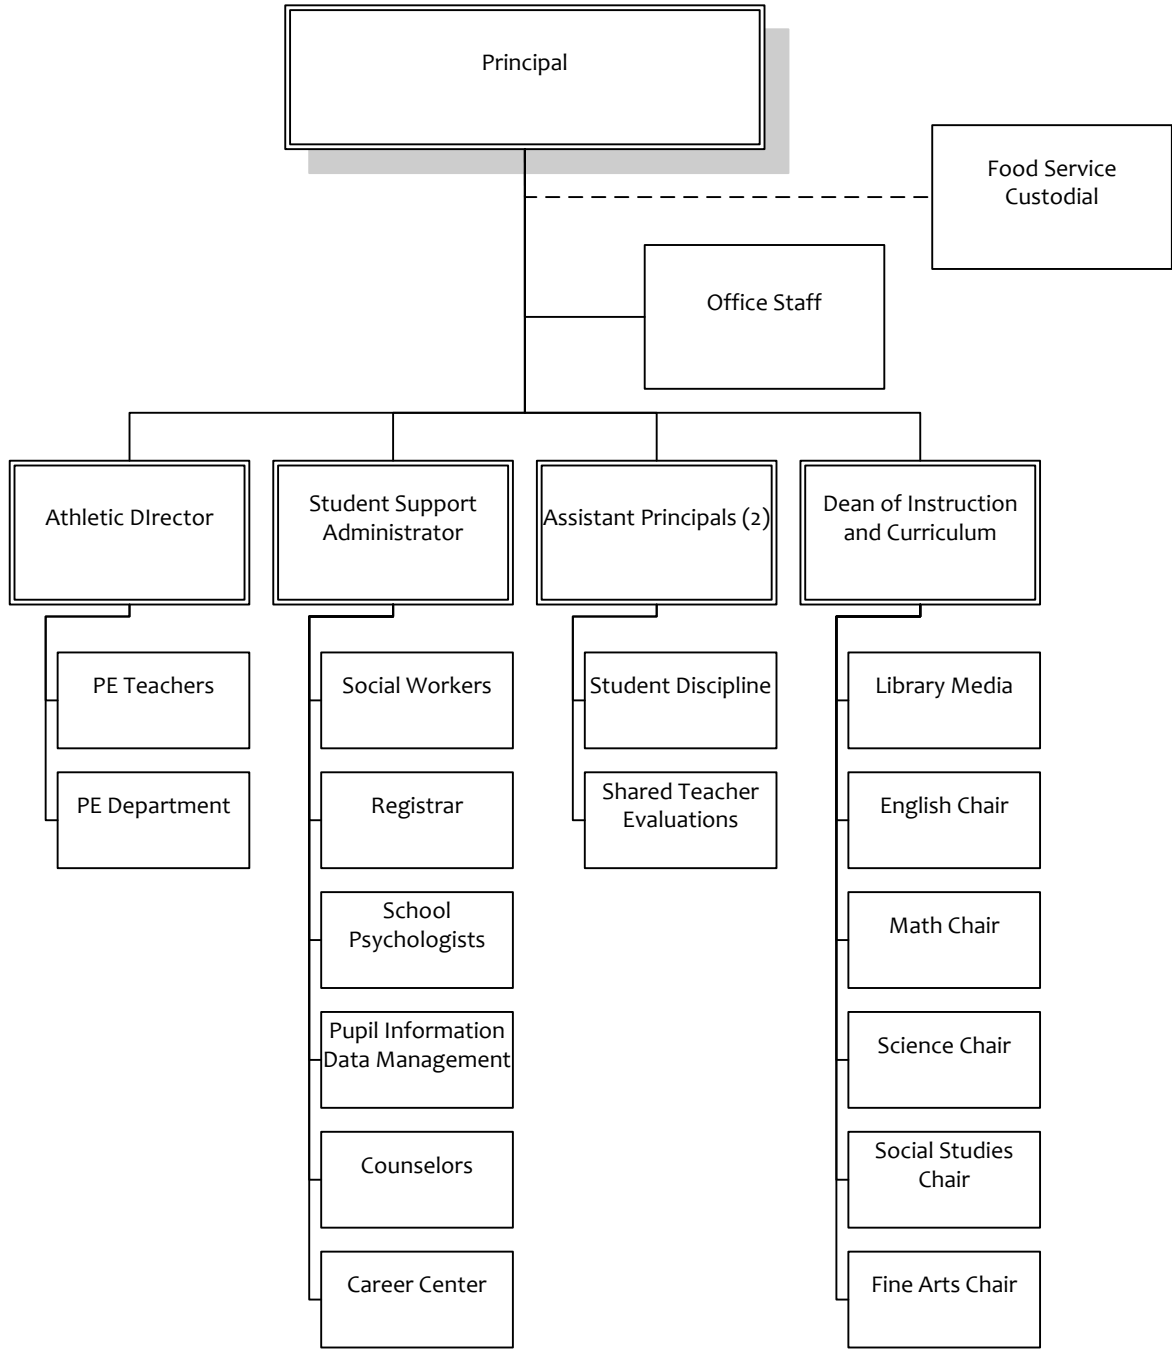 Principal
Food Service
Custodial
Office Staff
Athletic DIrector
Student Support
Administrator
Assistant Principals (2)
Dean of Instruction
and Curriculum
PE Teachers
PE Department
Social Workers
Registrar
School
Psychologists
Pupil Information
Data Management
Counselors
Career Center
Student Discipline
Shared Teacher
Evaluations
Library Media
English Chair
Math Chair
Science Chair
Social Studies
Chair
Fine Arts Chair